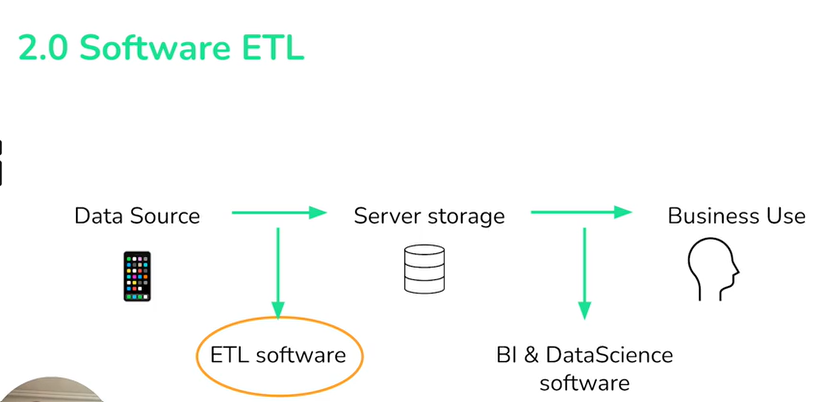 2.0 Software ETL
Data Source
Server storage
Business Use
ETL software
BI & DataScience
software